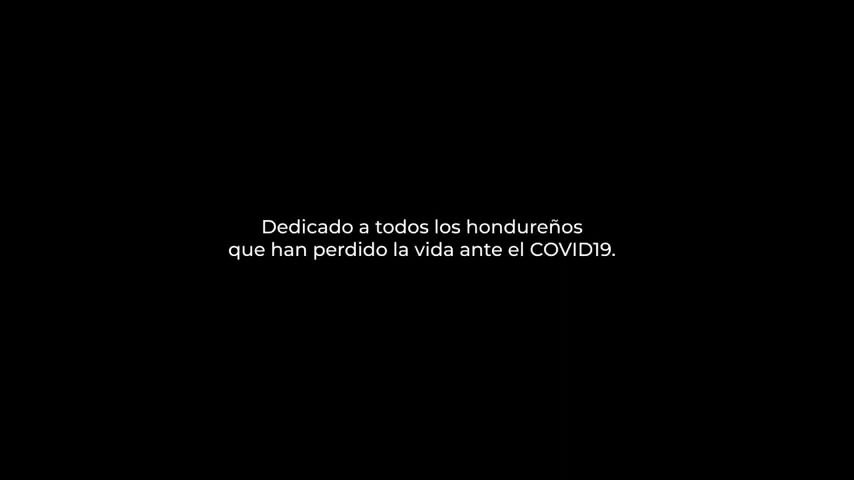 Dedicado a todos los hondureños
que han perdido la vida ante el COVID19.